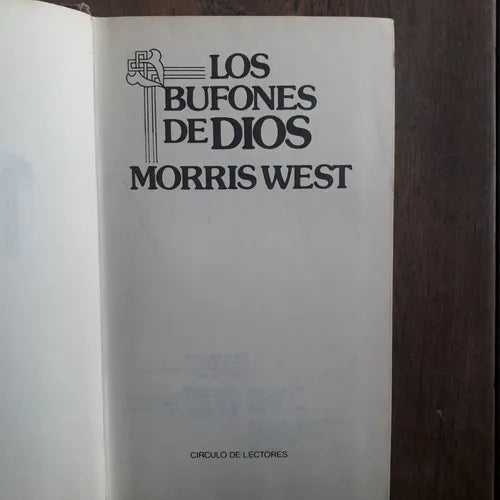 LOS
BUFONES
DE DIOS
MORRIS WEST
CIRCULO DE LECTORES